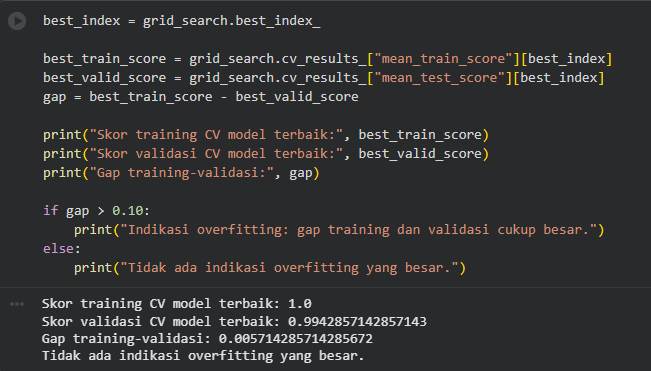 best_index = grid_search.best_index_
best_train_score = grid_search.cv_results_["mean_train_score"][best_index]
best_valid_score = grid_search.cv_results_["mean_test_score"][best_index]
gap = best_train_score - best_valid_score
print("Skor training CV model terbaik:", best_train_score)
print("Skor validasi CV model terbaik:", best_valid_score)
print("Gap training-validasi:", gap)
if gap > 0.10:
    print("Indikasi overfitting: gap training dan validasi cukup besar.")
else:
    print("Tidak ada indikasi overfitting yang besar.")
Skor training CV model terbaik: 1.0
Skor validasi CV model terbaik: 0.9942857142857143
Gap training-validasi: 0.005714285714285672
Tidak ada indikasi overfitting yang besar.